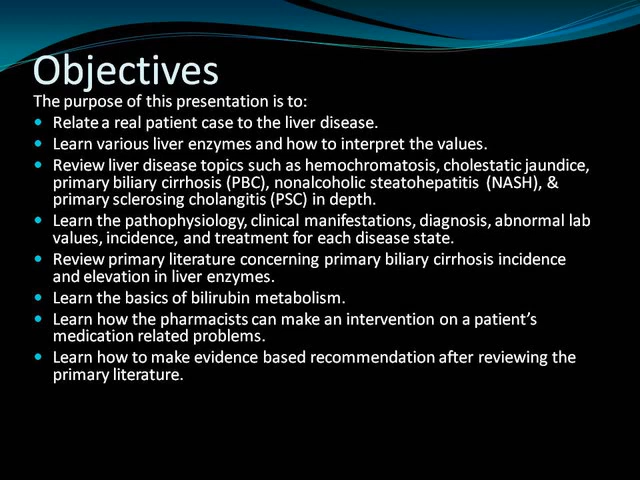 Objectives
The purpose of this presentation is to:
• Relate a real patient case to the liver disease.
• Learn various liver enzymes and how to interpret the values.
• Review liver disease topics such as hemochromatosis, cholestatic jaundice,
primary biliary cirrhosis (PBC), nonalcoholic steatohepatitis (NASH), &
primary sclerosing cholangitis (PSC) in depth.
• Learn the pathophysiology, clinical manifestations, diagnosis, abnormal lab
values, incidence, and treatment for each disease state.
• Review primary literature concerning primary biliary cirrhosis incidence
and elevation in liver enzymes.
• Learn the basics of bilirubin metabolism.
• Learn how the pharmacists can make an intervention on a patient’s
medication related problems.
• Learn how to make evidence based recommendation after reviewing the
primary literature.